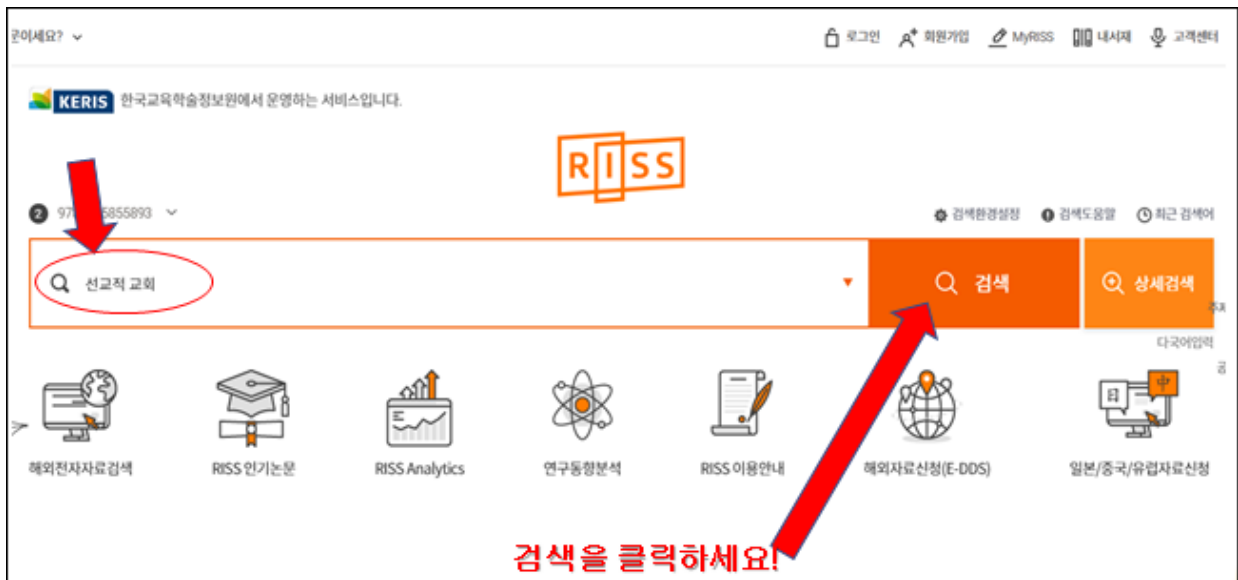 로그인 회원가입 MyRISS 내서재 고객센터
KERIS 한국교육학술정보원에서 운영하는 서비스입니다.
RISS
2
검색환경설정 검색도움말 최근 검색어
선교적 교회 검색 상세검색
다국어입력
해외전자자료검색 RISS 인기논문 RISS Analytics 연구동향분석 RISS 이용안내 해외자료신청(E-DDS) 일본/중국/유럽자료신청
검색을 클릭하세요!